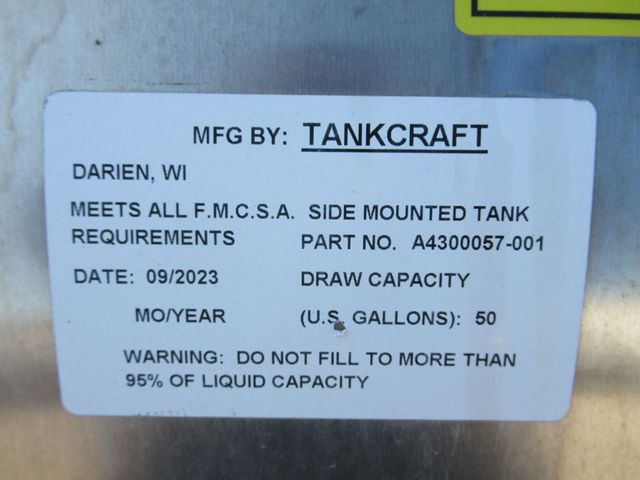 MFG BY: TANKCRAFT
DARIEN, WI
MEETS ALL F.M.C.S.A. SIDE MOUNTED TANK
REQUIREMENTS PART NO. A4300057-001
DATE: 09/2023 DRAW CAPACITY
MO/YEAR (U.S. GALLONS): 50
WARNING: DO NOT FILL TO MORE THAN
95% OF LIQUID CAPACITY